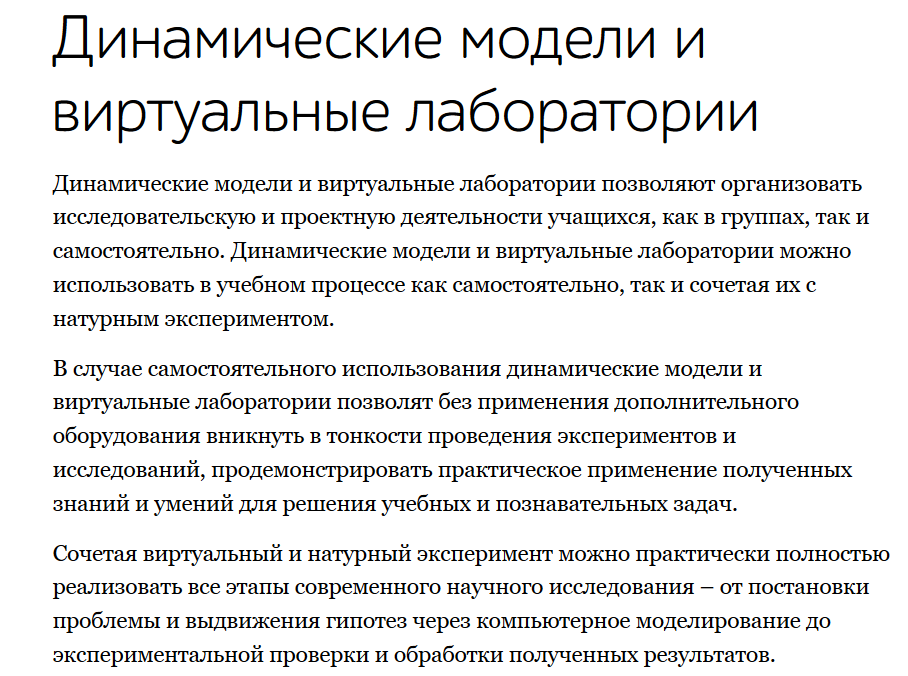 Динамические модели и
виртуальные лаборатории
Динамические модели и виртуальные лаборатории позволяют организовать
исследовательскую и проектную деятельности учащихся, как в группах, так и
самостоятельно. Динамические модели и виртуальные лаборатории можно
использовать в учебном процессе как самостоятельно, так и сочетая их с
натурным экспериментом.
В случае самостоятельного использования динамические модели и
виртуальные лаборатории позволят без применения дополнительного
оборудования вникнуть в тонкости проведения экспериментов и
исследований, продемонстрировать практическое применение полученных
знаний и умений для решения учебных и познавательных задач.
Сочетая виртуальный и натурный эксперимент можно практически полностью
реализовать все этапы современного научного исследования – от постановки
проблемы и выдвижения гипотез через компьютерное моделирование до
экспериментальной проверки и обработки полученных результатов.